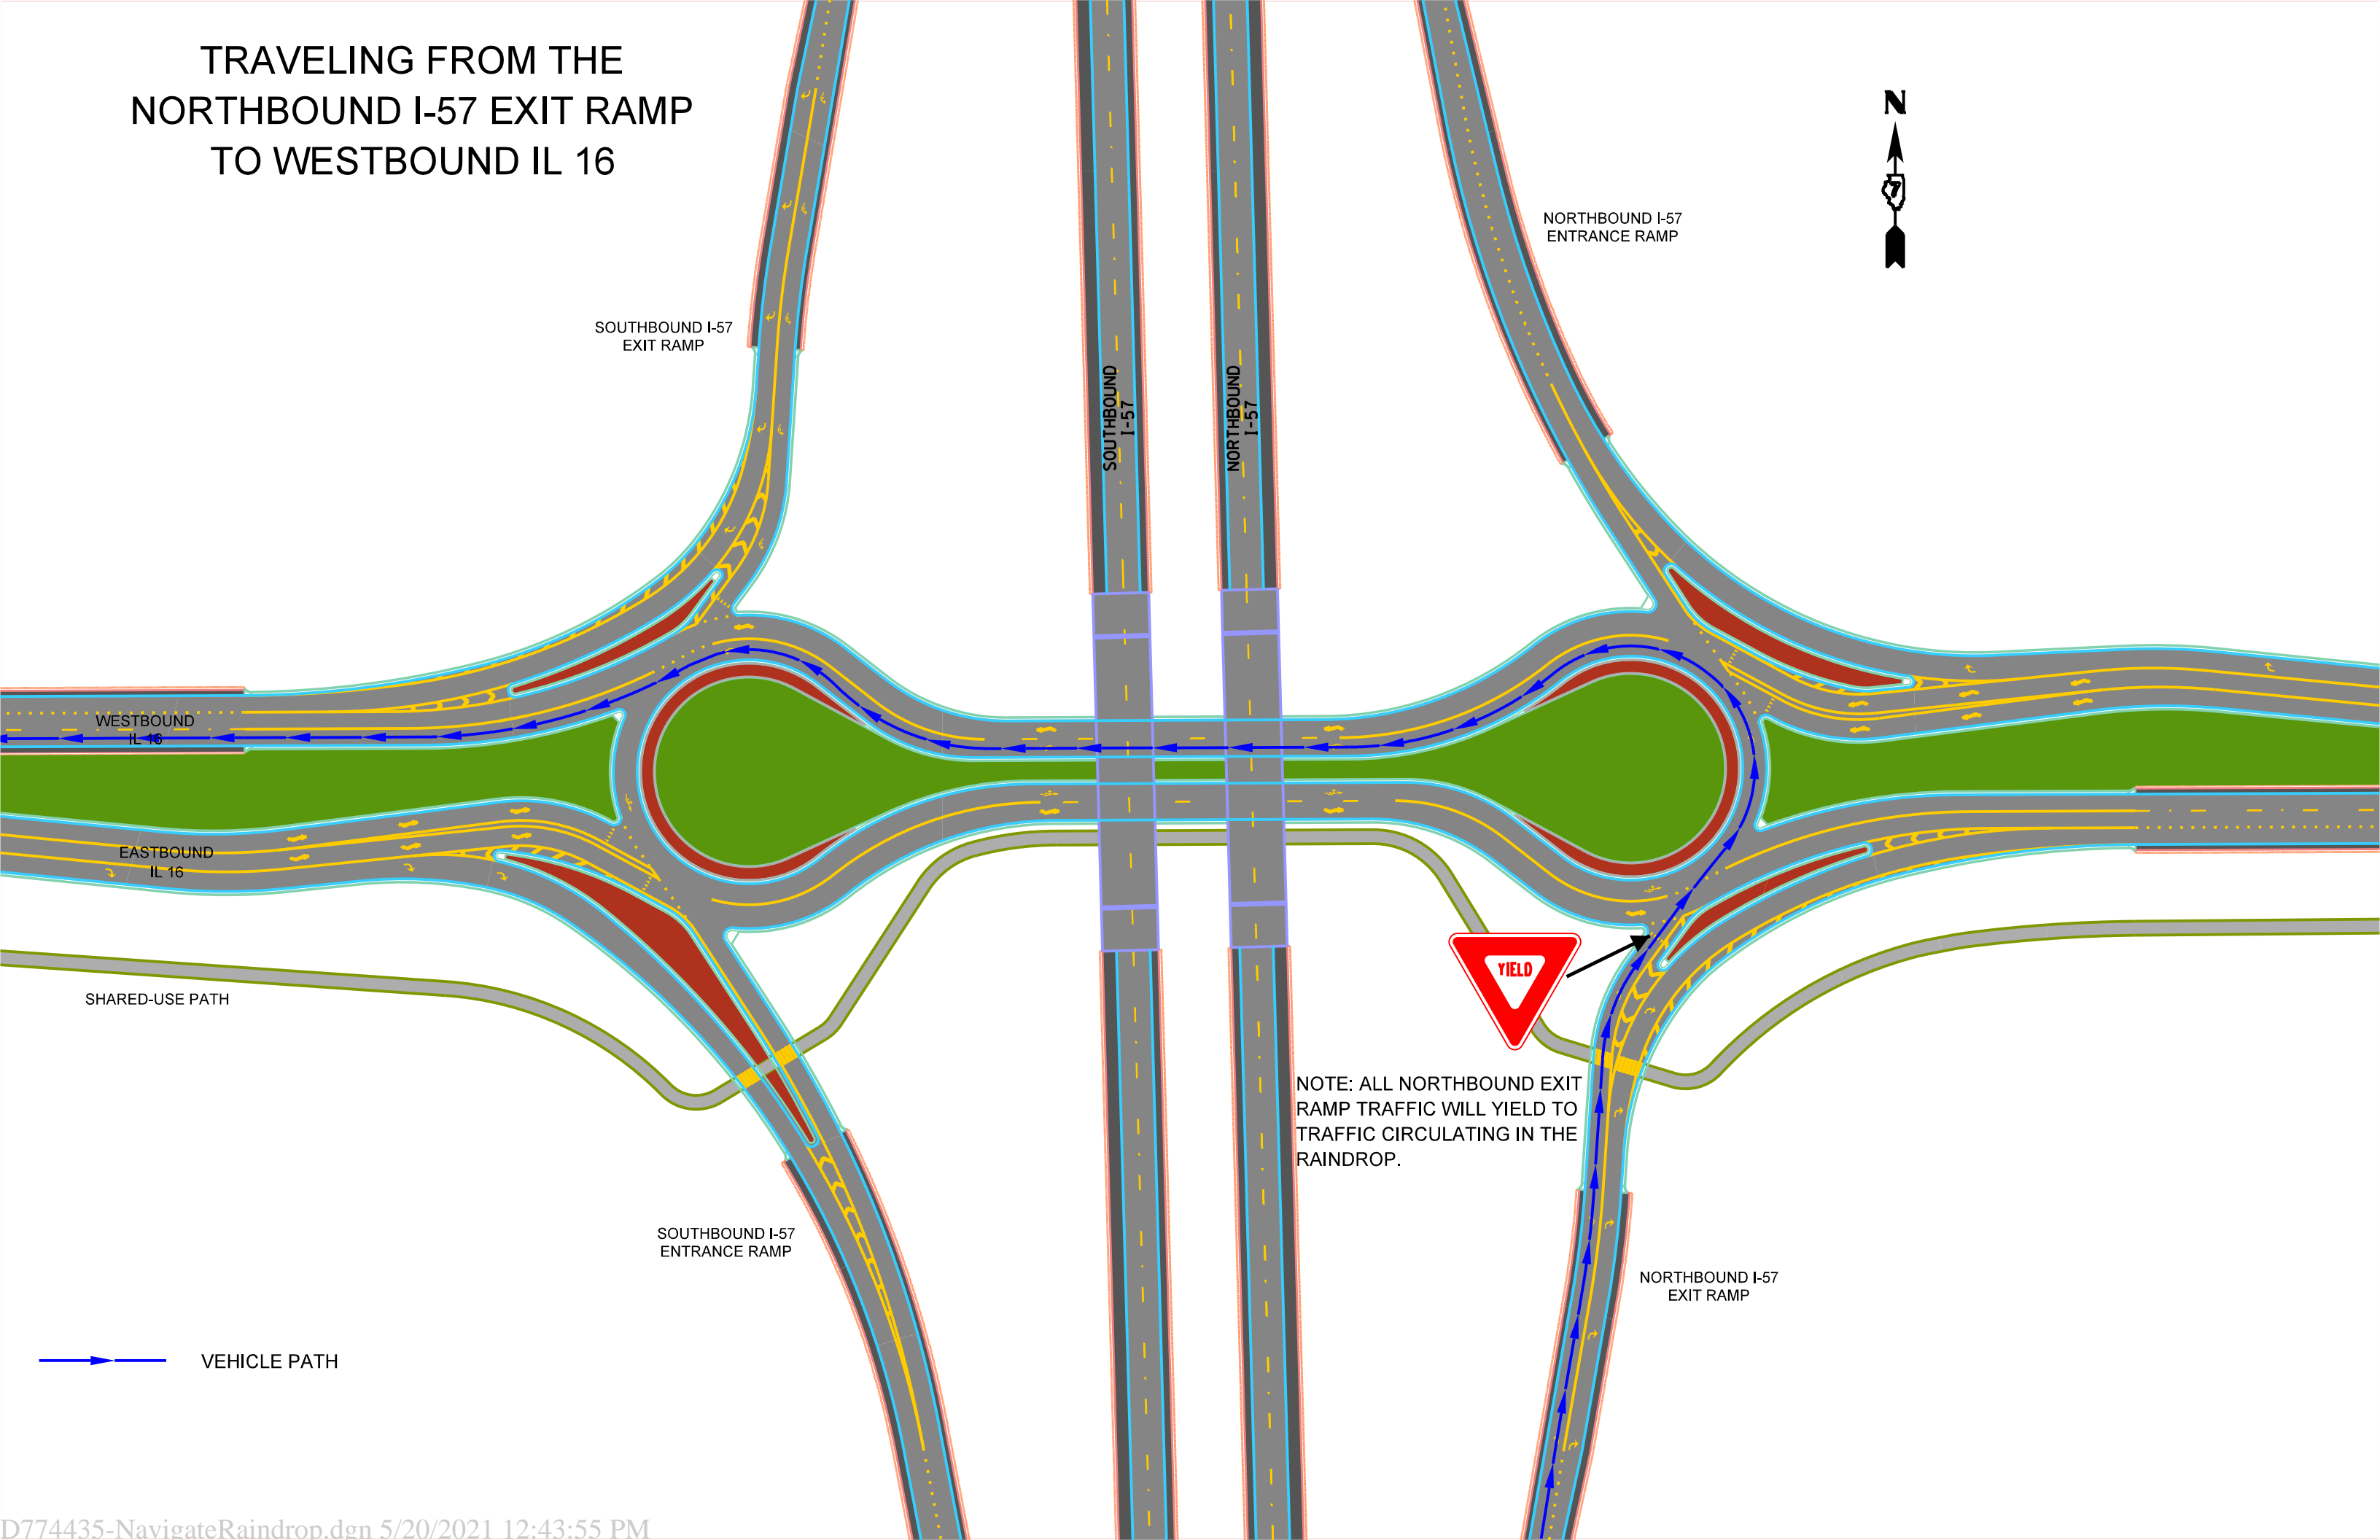 TRAVELING FROM THE
NORTHBOUND I-57 EXIT RAMP
TO WESTBOUND IL 16
N
7
NORTHBOUND I-57
ENTRANCE RAMP
SOUTHBOUND I-57
EXIT RAMP
SOUTHBOUND
I-57
NORTHBOUND
I-57
WESTBOUND
IL 16
EASTBOUND
IL 16
SHARED-USE PATH
YIELD
NOTE: ALL NORTHBOUND EXIT
RAMP TRAFFIC WILL YIELD TO
TRAFFIC CIRCULATING IN THE
RAINDROP.
SOUTHBOUND I-57
ENTRANCE RAMP
NORTHBOUND I-57
EXIT RAMP
VEHICLE PATH
D774435-NavigateRaindrop.dgn 5/20/2021 12:43:55 PM